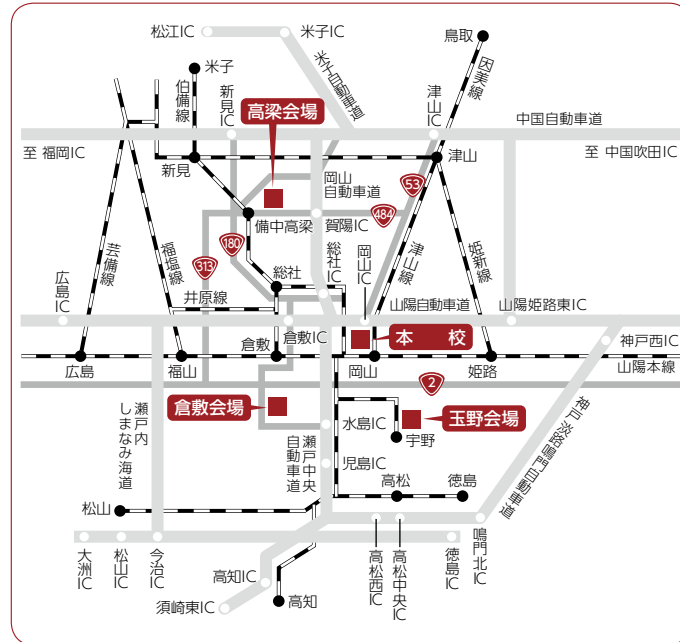 松江IC
米子IC
鳥取
米子
伯備線
新見IC
米子自動車道
津山IC
因美線
高梁会場
中国自動車道
至 福岡IC
新見
津山
至 中国吹田IC
岡山
自動車道
53
484
備中高梁
賀陽IC
芸備線
福塩線
313
180
総社
総社IC
岡山IC
津山線
姫新線
広島IC
井原線
山陽自動車道
山陽姫路東IC
倉敷IC
本 校
神戸西IC
広島
福山
倉敷
岡山
姫路
山陽本線
2
瀬戸内
しまなみ海道
倉敷会場
水島IC
玉野会場
宇野
瀬戸中央
自動車道
児島IC
神戸淡路鳴門自動車道
高松
徳島
松山
大洲IC
松山IC
今治IC
高知IC
高松西IC
高松中央IC
徳島IC
鳴門北IC
須崎東IC
高知